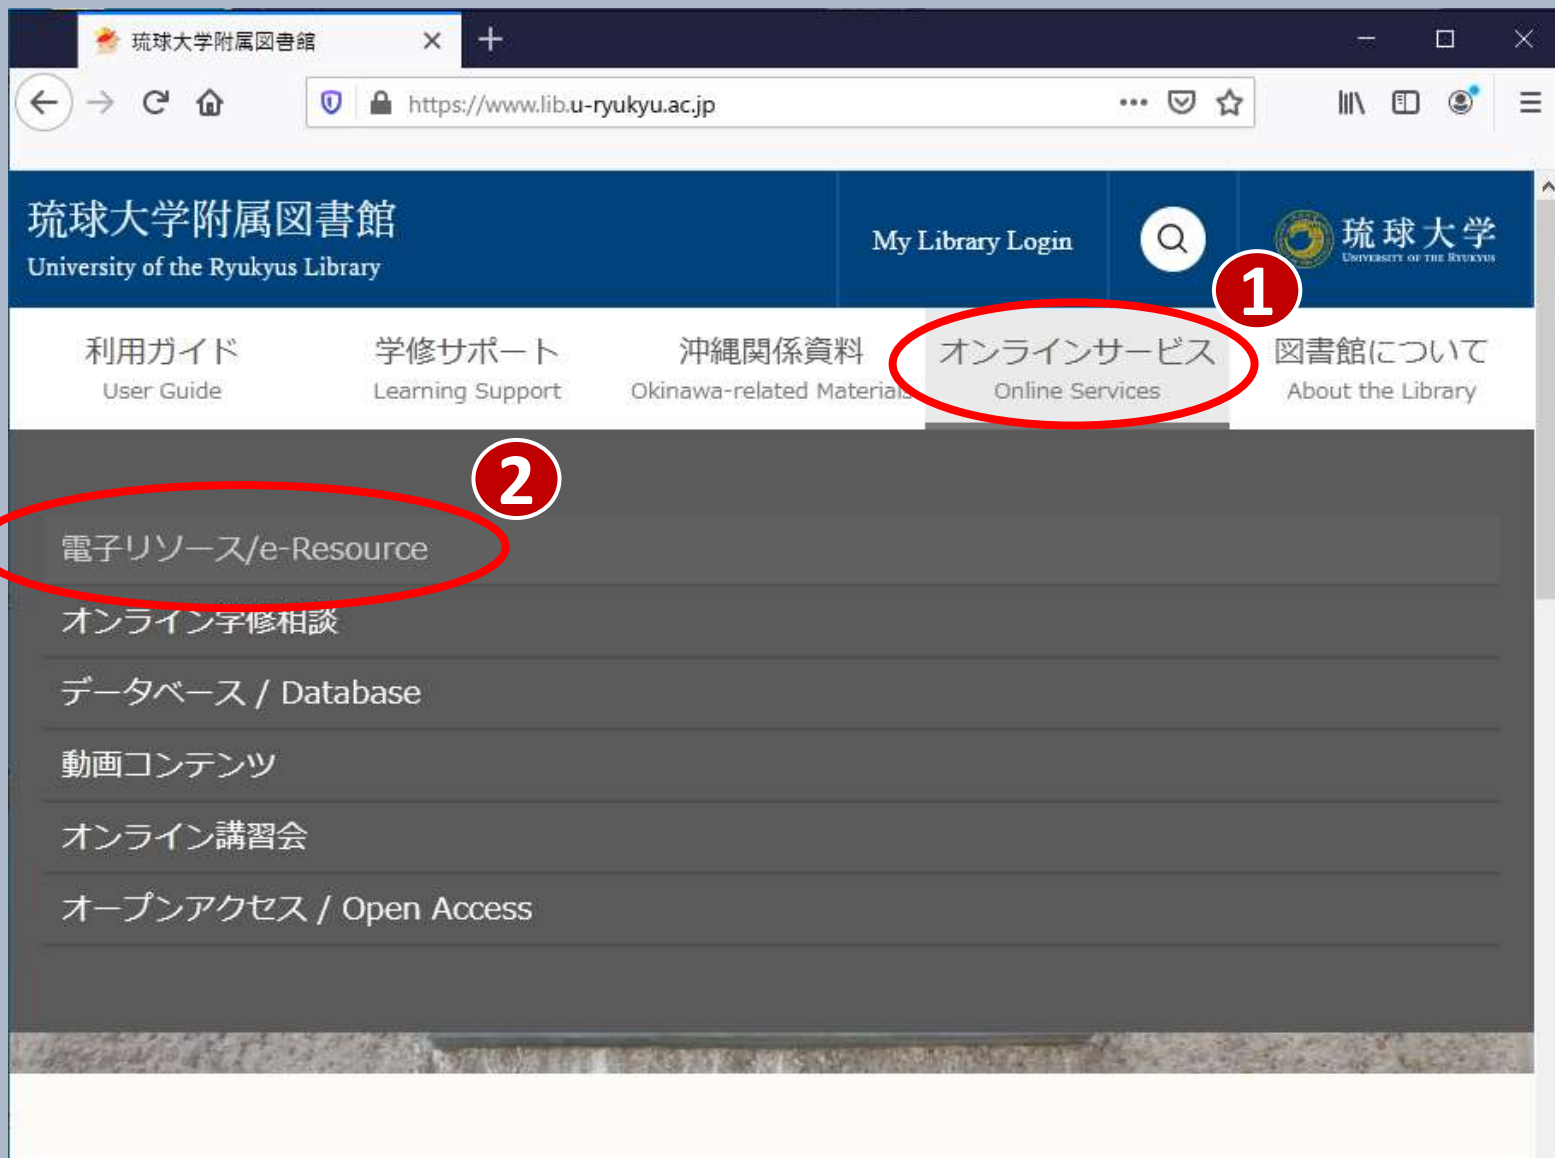 琉球大学附属図書館
https://www.lib.u-ryukyu.ac.jp
琉球大学附属図書館
University of the Ryukyus Library
My Library Login
琉球大学
UNIVERSITY OF THE RYUKYUS
1
利用ガイド
User Guide
学修サポート
Learning Support
沖縄関係資料
Okinawa-related Materials
オンラインサービス
Online Services
図書館について
About the Library
2
電子リソース/e-Resource
オンライン学修相談
データベース / Database
動画コンテンツ
オンライン講習会
オープンアクセス / Open Access